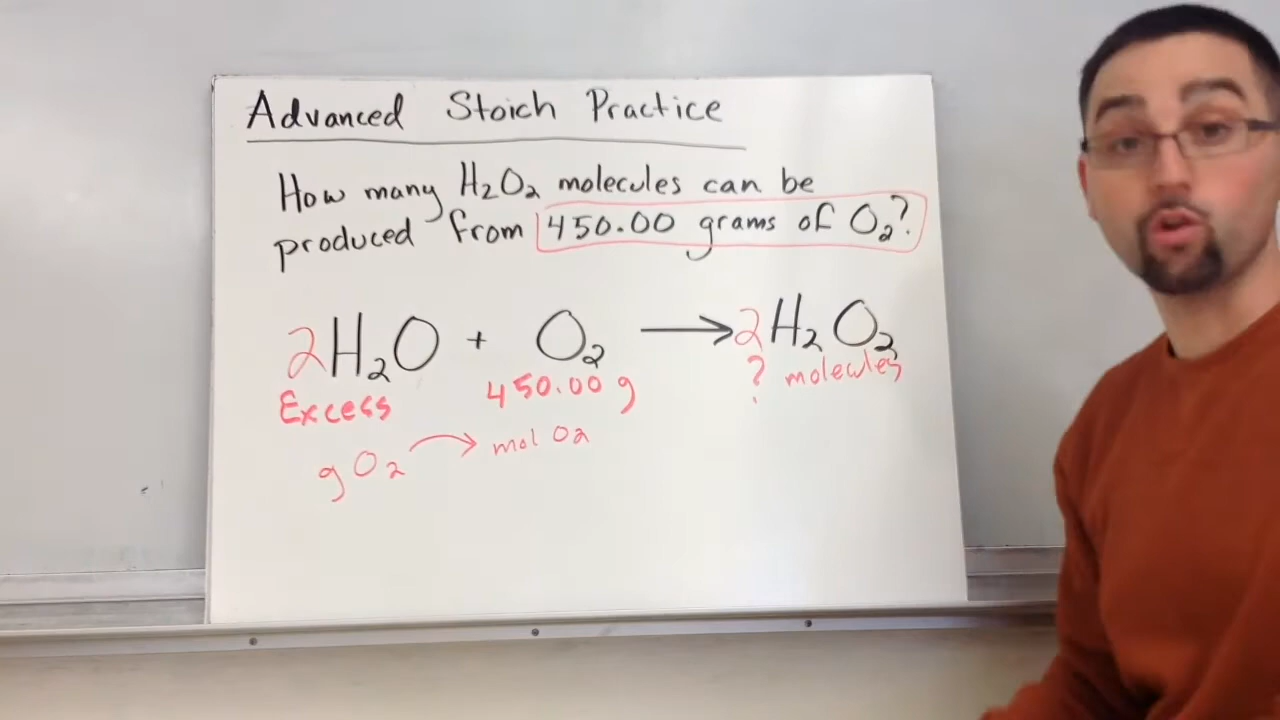 Advanced Stoich Practice
How many H₂O₂ molecules can be
produced from 450.00 grams of O₂?
2H₂O + O₂ → 2H₂O₂
Excess 450.00 g ? molecules
g O₂ → mol O₂